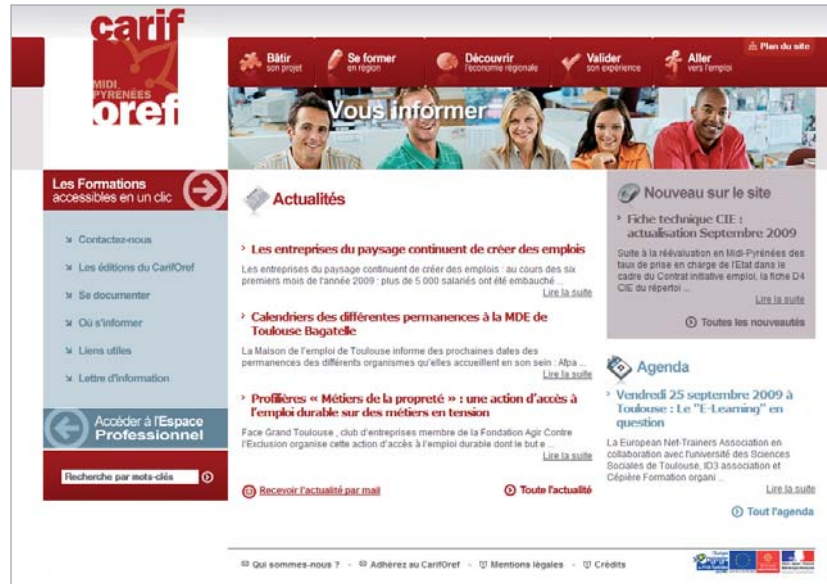 carif
MIDI
PYRENÉES
oref
Plan du site
Bâtir
son projet
Se former
en région
Découvrir
l'économie régionale
Valider
son expérience
Aller
vers l'emploi
Vous informer
Les Formations
accessibles en un clic
Contactez-nous
Les éditions du CarifOref
Se documenter
Où s'informer
Liens utiles
Lettre d'information
Accéder à l'Espace
Professionnel
Recherche par mots-clés
Actualités
Les entreprises du paysage continuent de créer des emplois
Les entreprises du paysage continuent de créer des emplois : au cours des six
premiers mois de l'année 2009 : plus de 5 000 salariés ont été embauché ...
Lire la suite
Calendriers des différentes permanences à la MDE de
Toulouse Bagatelle
La Maison de l'emploi de Toulouse informe des prochaines dates des
permanences des différents organismes qu'elles accueillent en son sein : Afpa ...
Lire la suite
Profilières « Métiers de la propreté » : une action d'accès à
l'emploi durable sur des métiers en tension
Face Grand Toulouse , club d'entreprises membre de la Fondation Agir Contre
l'Exclusion organise cette action d'accès à l'emploi durable dont le but e ...
Lire la suite
Recevoir l'actualité par mail
Toute l'actualité
Nouveau sur le site
Fiche technique CIE :
actualisation Septembre 2009
Suite à la réévaluation en Midi-Pyrénées des
taux de prise en charge de l'Etat dans le
cadre du Contrat initiative emploi, la fiche D4
CIE du répertoi ...
Lire la suite
Toutes les nouveautés
Agenda
Vendredi 25 septembre 2009 à
Toulouse : Le "E-Learning" en
question
La European Net-Trainers Association en
collaboration avec l'université des Sciences
Sociales de Toulouse, ID3 association et
Cépière Formation organi ...
Lire la suite
Tout l'agenda
Qui sommes-nous ? - Adhérez au CarifOref - Mentions légales - Crédits